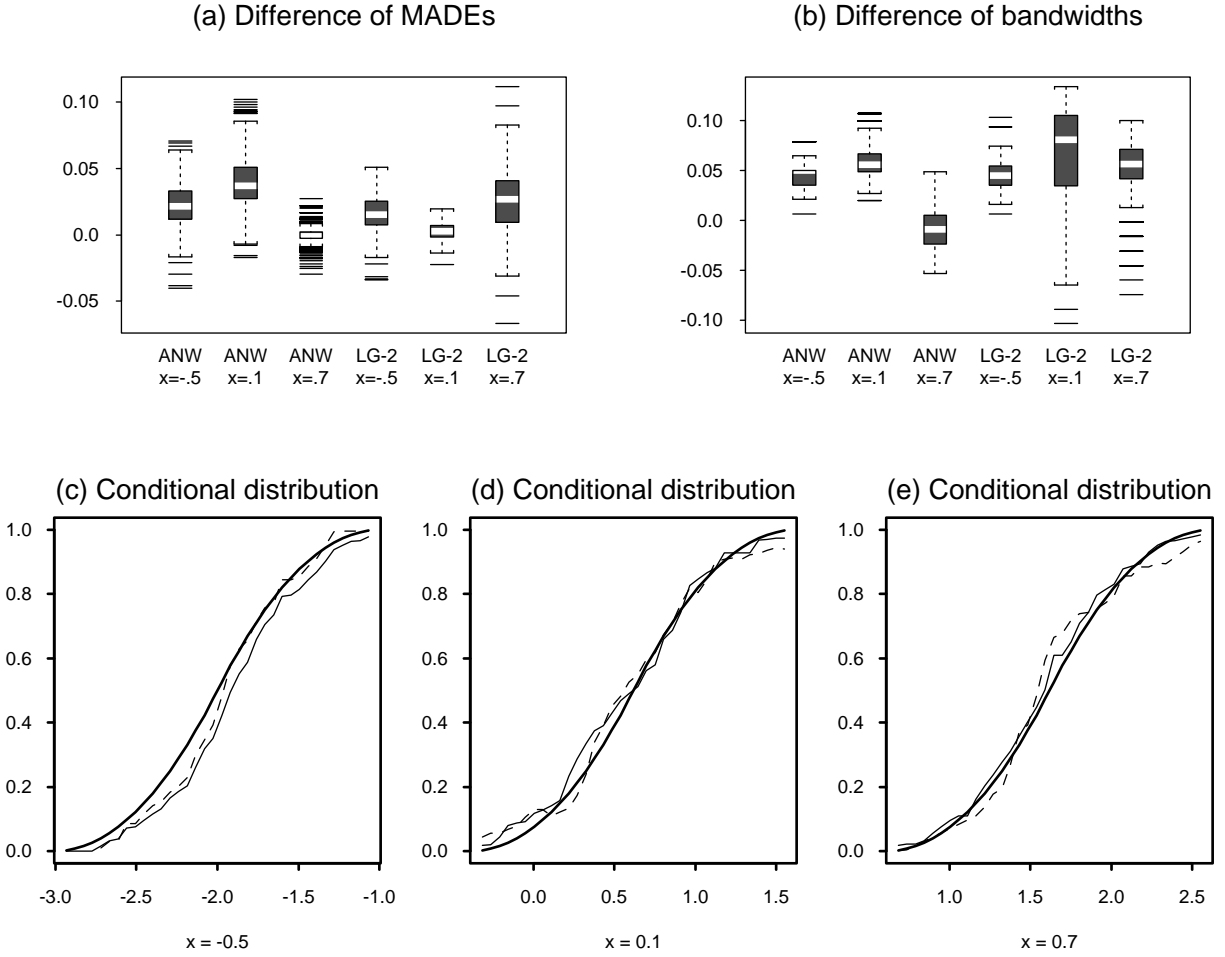 (a) Difference of MADEs
(b) Difference of bandwidths
0.10
0.05
0.0
-0.05
ANW ANW ANW LG-2 LG-2 LG-2
x=-.5 x=.1 x=.7 x=-.5 x=.1 x=.7
0.10
0.05
0.0
-0.05
-0.10
ANW ANW ANW LG-2 LG-2 LG-2
x=-.5 x=.1 x=.7 x=-.5 x=.1 x=.7
(c) Conditional distribution
1.0
0.8
0.6
0.4
0.2
0.0
-3.0 -2.5 -2.0 -1.5 -1.0
x = -0.5
(d) Conditional distribution
1.0
0.8
0.6
0.4
0.2
0.0
0.0 0.5 1.0 1.5
x = 0.1
(e) Conditional distribution
1.0
0.8
0.6
0.4
0.2
0.0
1.0 1.5 2.0 2.5
x = 0.7